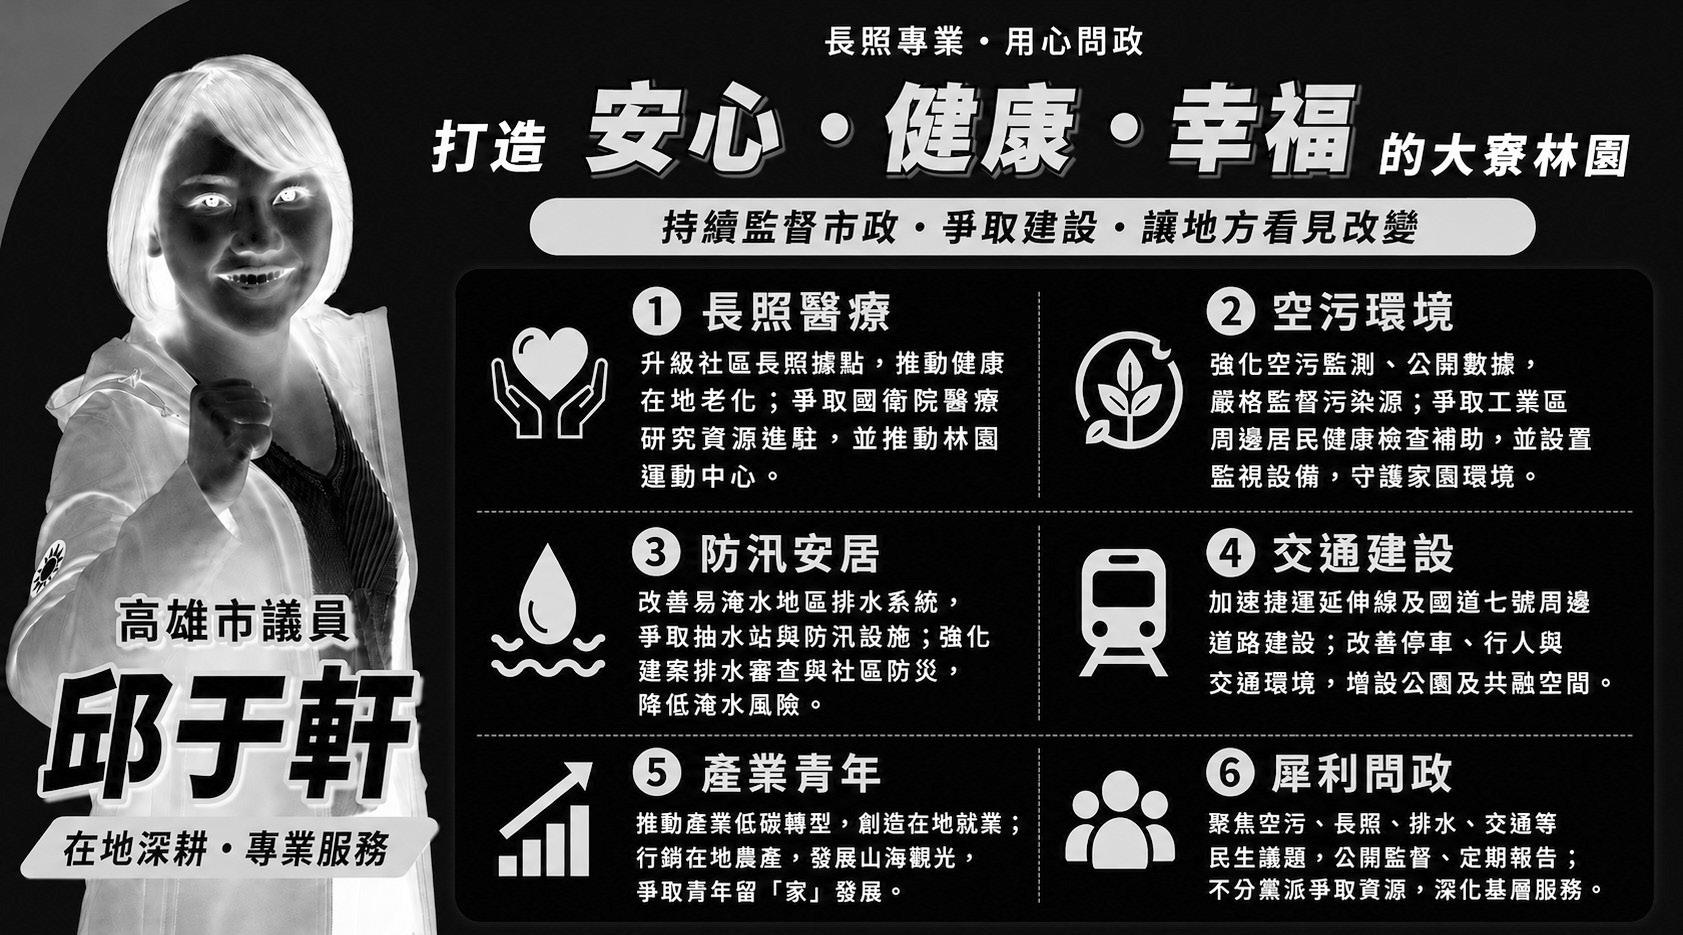 長照專業・用心問政
打造 安心・健康・幸福 的大寮林園
持續監督市政・爭取建設・讓地方看見改變
1 長照醫療
升級社區長照據點，推動健康
在地老化；爭取國衛院醫療
研究資源進駐，並推動林園
運動中心。
2 空污環境
強化空污監測、公開數據，
嚴格監督污染源；爭取工業區
周邊居民健康檢查補助，並設置
監視設備，守護家園環境。
3 防汛安居
改善易淹水地區排水系統，
爭取抽水站與防汛設施；強化
建案排水審查與社區防災，
降低淹水風險。
4 交通建設
加速捷運延伸線及國道七號周邊
道路建設；改善停車、行人與
交通環境，增設公園及共融空間。
5 產業青年
推動產業低碳轉型，創造在地就業；
行銷在地農產，發展山海觀光，
爭取青年留「家」發展。
6 犀利問政
聚焦空污、長照、排水、交通等
民生議題，公開監督、定期報告；
不分黨派爭取資源，深化基層服務。
高雄市議員
邱于軒
在地深耕・專業服務